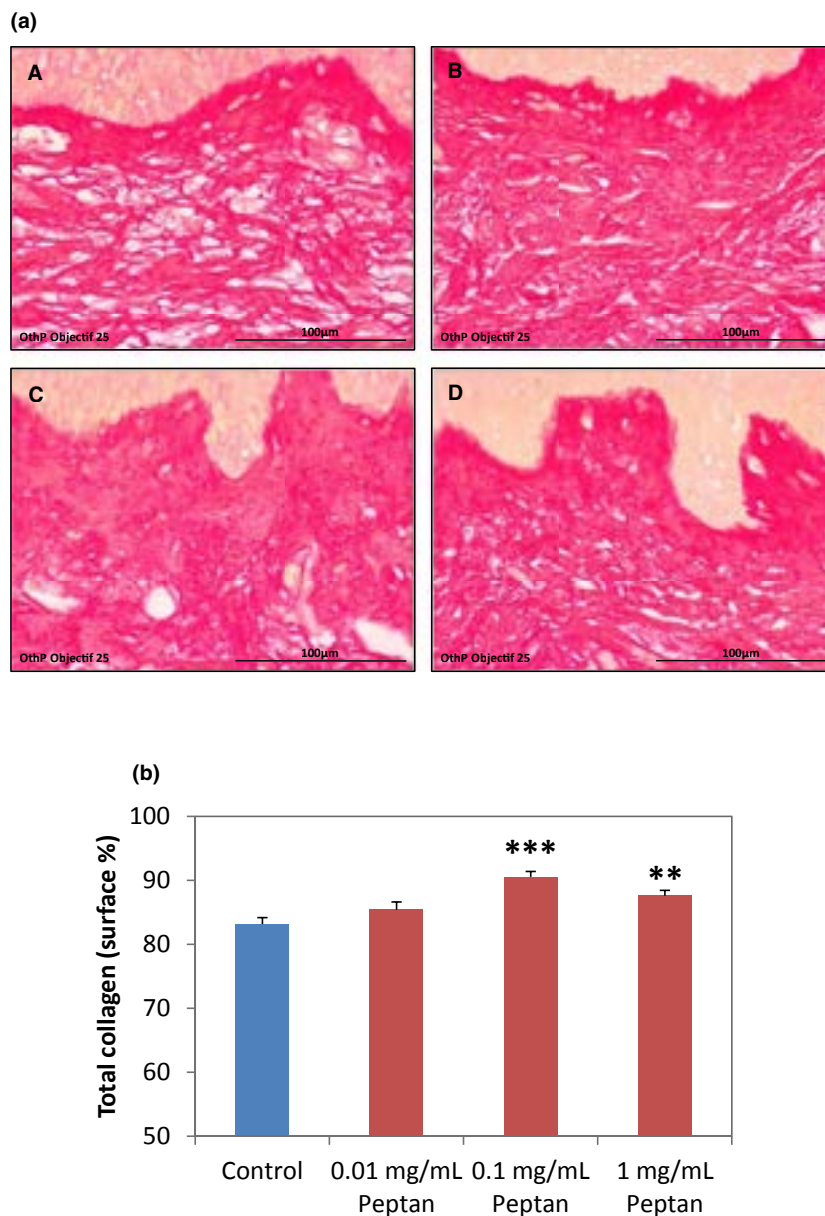 (a)
A
B
OthP Objectif 25
100µm
OthP Objectif 25
100µm
C
D
OthP Objectif 25
100µm
OthP Objectif 25
100µm
(b)
Total collagen (surface %)
100
90
80
70
60
50
***
**
Control
0.01 mg/mL Peptan
0.1 mg/mL Peptan
1 mg/mL Peptan